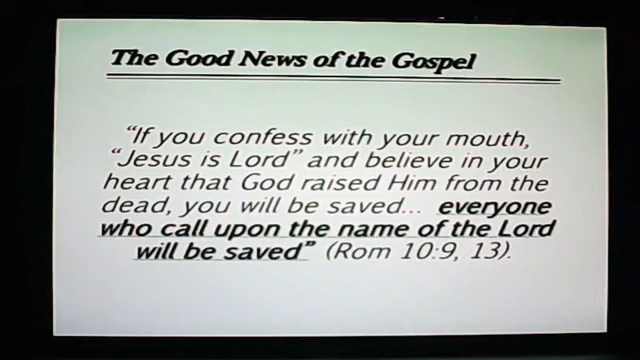 The Good News of the Gospel
"If you confess with your mouth,
"Jesus is Lord" and believe in your
heart that God raised Him from the
dead, you will be saved... everyone
who call upon the name of the Lord
will be saved" (Rom 10:9, 13).